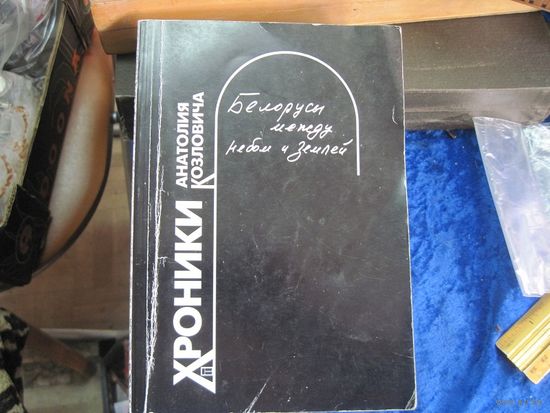 ХРОНИКИ
АНАТОЛИЯ
КОЗЛОВИЧА
Белорусы
между
небом и Землей